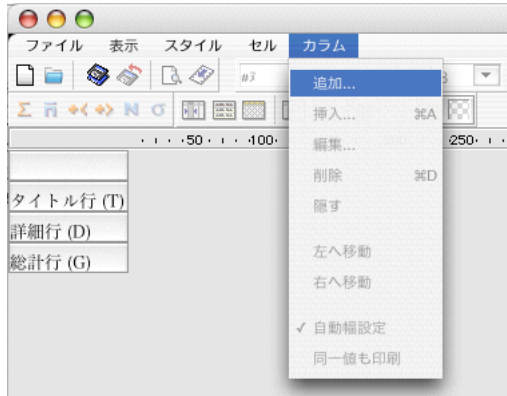 ファイル 表示 スタイル セル カラム
#3
追加...
挿入... ⌘A
編集...
削除 ⌘D
隠す
左へ移動
右へ移動
✓ 自動幅設定
同一値も印刷
Σ n N σ
50 100 250
タイトル行 (T)
詳細行 (D)
総計行 (G)